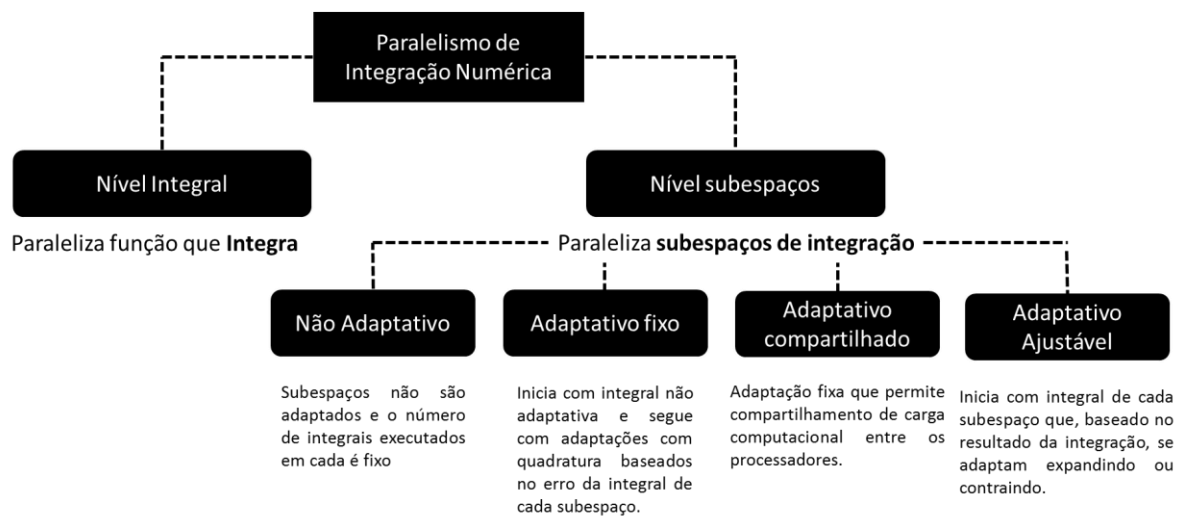 Paralelismo de
Integração Numérica
Nível Integral
Nível subespaços
Paraleliza função que Integra
Paraleliza subespaços de integração
Não Adaptativo
Adaptativo fixo
Adaptativo
compartilhado
Adaptativo
Ajustável
Subespaços não são
adaptados e o número
de integrais executados
em cada é fixo
Inicia com integral não
adaptativa e segue
com adaptações com
quadratura baseados
no erro da integral de
cada subespaço.
Adaptação fixa que permite
compartilhamento de carga
computacional entre os
processadores.
Inicia com integral de cada
subespaço que, baseado no
resultado da integração, se
adaptam expandindo ou
contraindo.